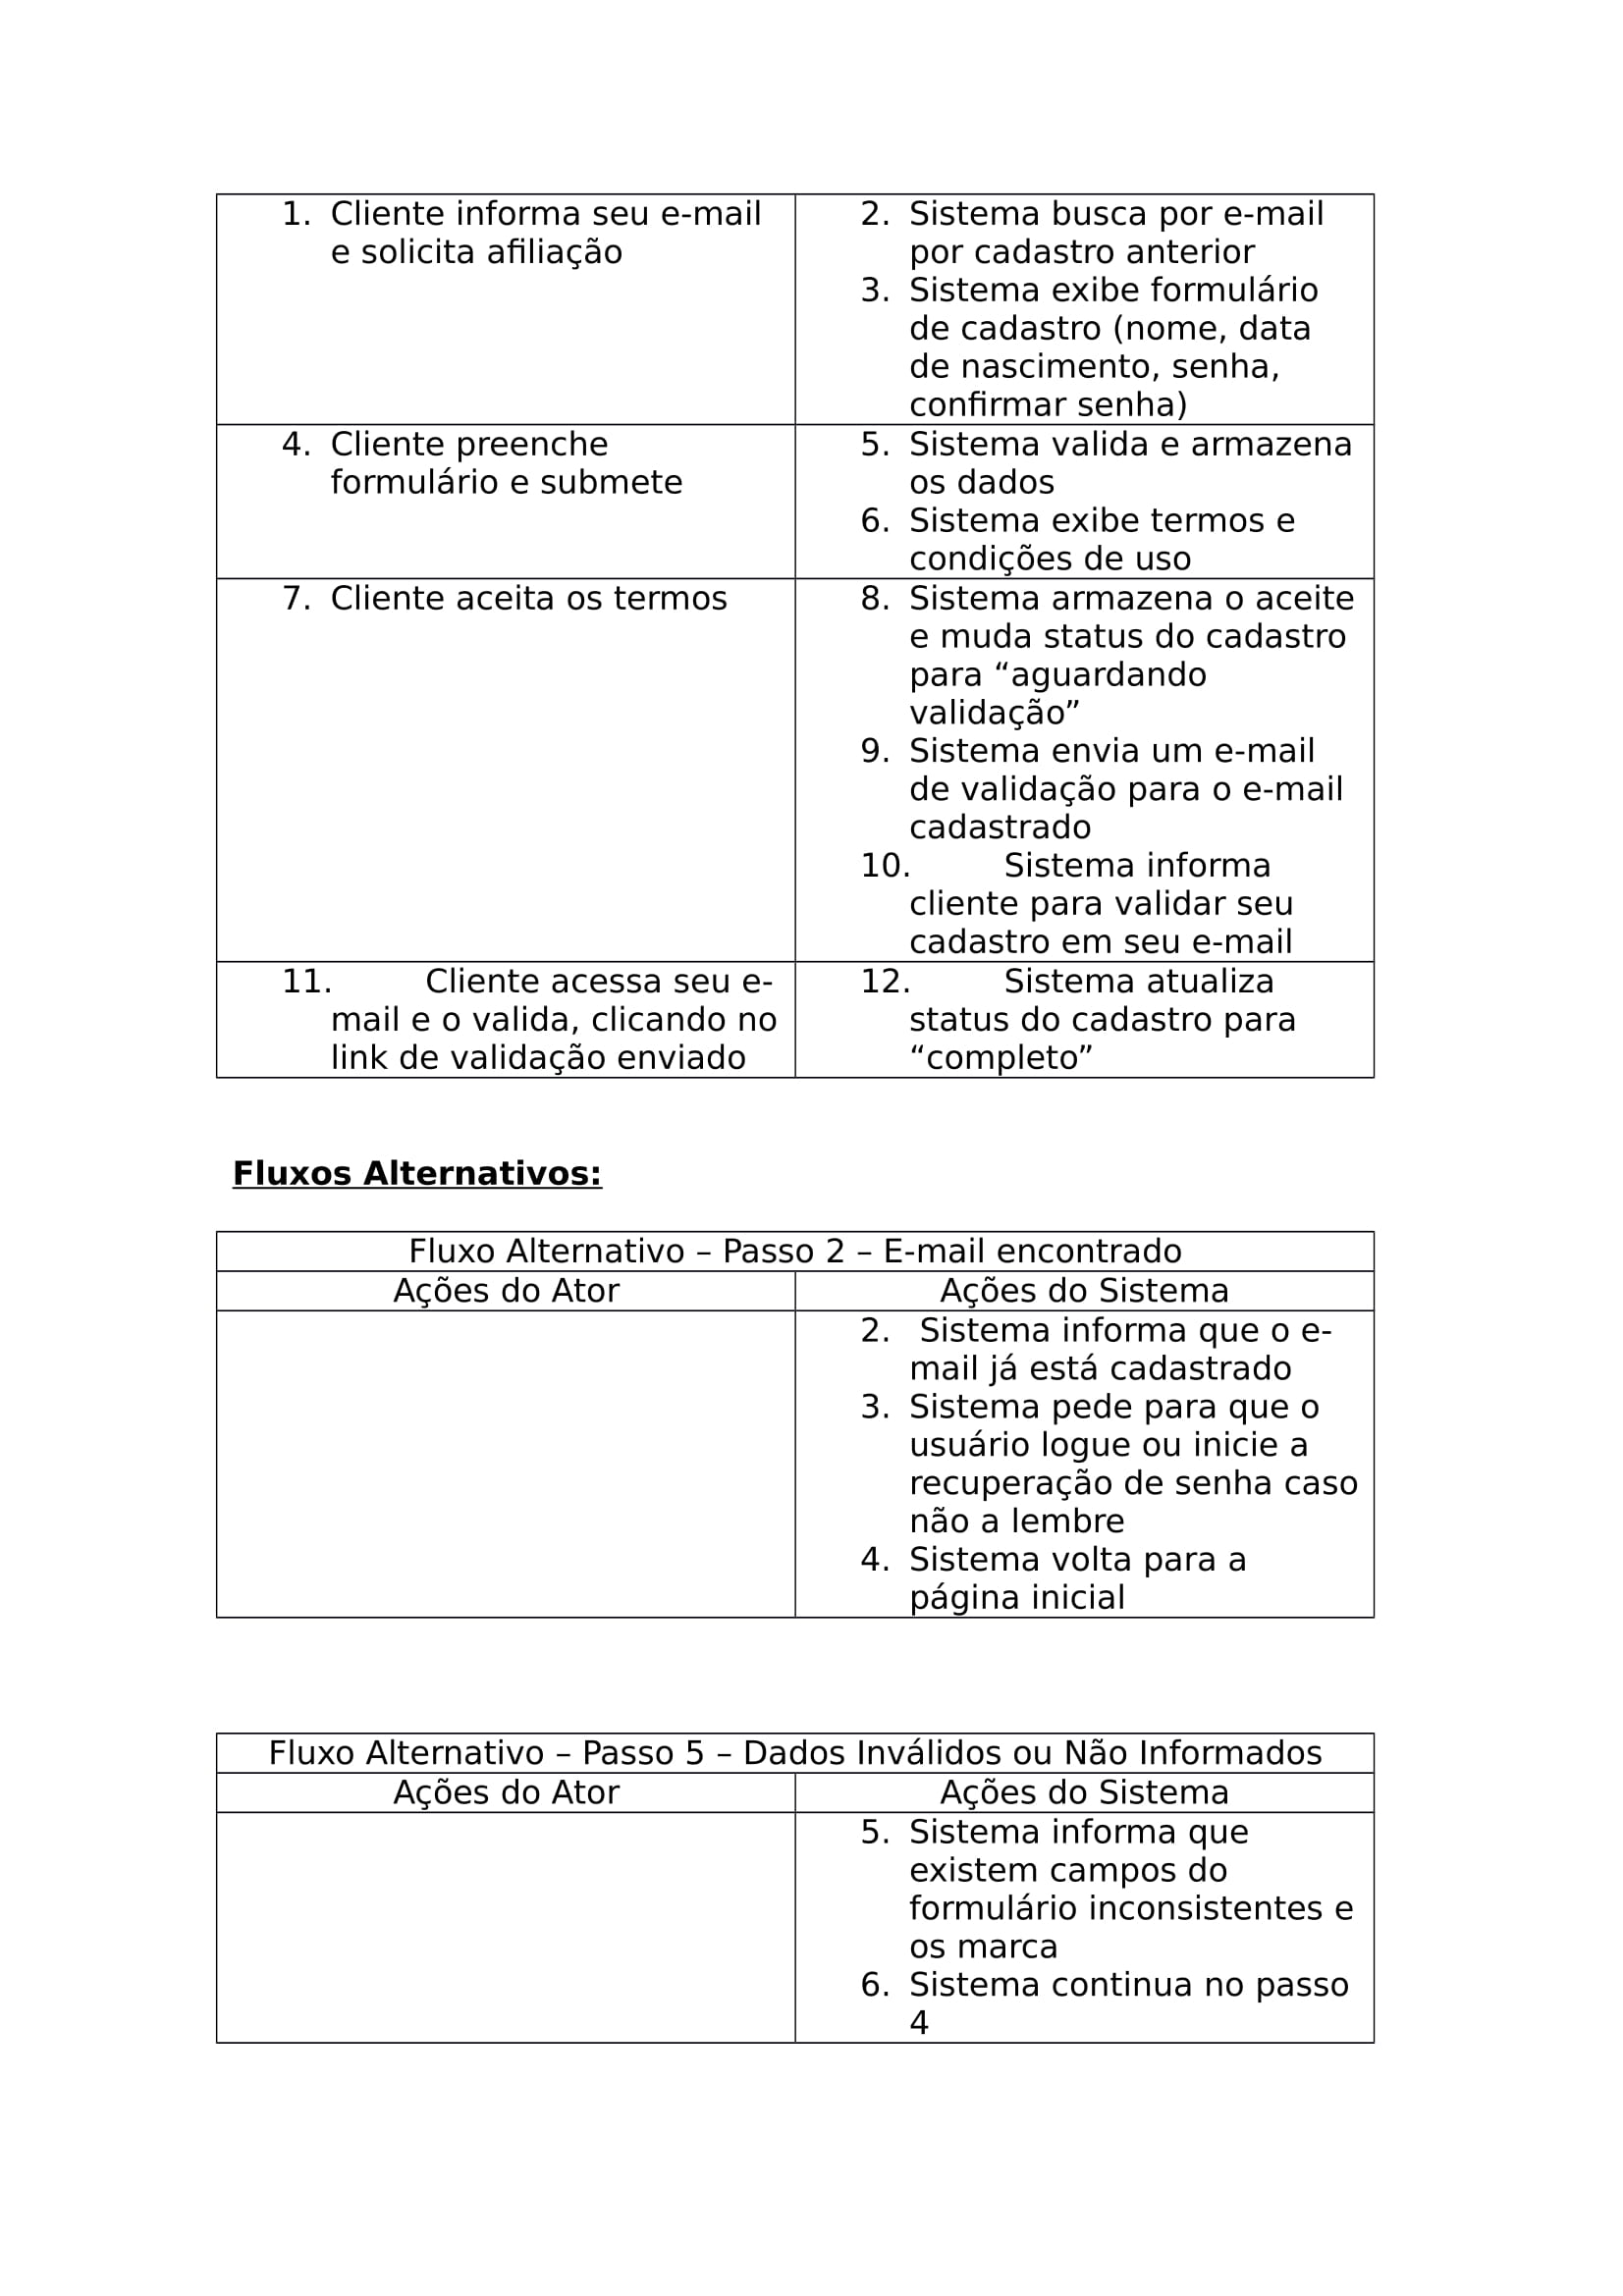 1. Cliente informa seu e-mail
e solicita afiliação
2. Sistema busca por e-mail
por cadastro anterior
3. Sistema exibe formulário
de cadastro (nome, data
de nascimento, senha,
confirmar senha)
4. Cliente preenche
formulário e submete
5. Sistema valida e armazena
os dados
6. Sistema exibe termos e
condições de uso
7. Cliente aceita os termos
8. Sistema armazena o aceite
e muda status do cadastro
para “aguardando
validação”
9. Sistema envia um e-mail
de validação para o e-mail
cadastrado
10. Sistema informa
cliente para validar seu
cadastro em seu e-mail
11. Cliente acessa seu e-
mail e o valida, clicando no
link de validação enviado
12. Sistema atualiza
status do cadastro para
“completo”
Fluxos Alternativos:
Fluxo Alternativo – Passo 2 – E-mail encontrado
Ações do Ator
Ações do Sistema
2. Sistema informa que o e-
mail já está cadastrado
3. Sistema pede para que o
usuário logue ou inicie a
recuperação de senha caso
não a lembre
4. Sistema volta para a
página inicial
Fluxo Alternativo – Passo 5 – Dados Inválidos ou Não Informados
Ações do Ator
Ações do Sistema
5. Sistema informa que
existem campos do
formulário inconsistentes e
os marca
6. Sistema continua no passo
4